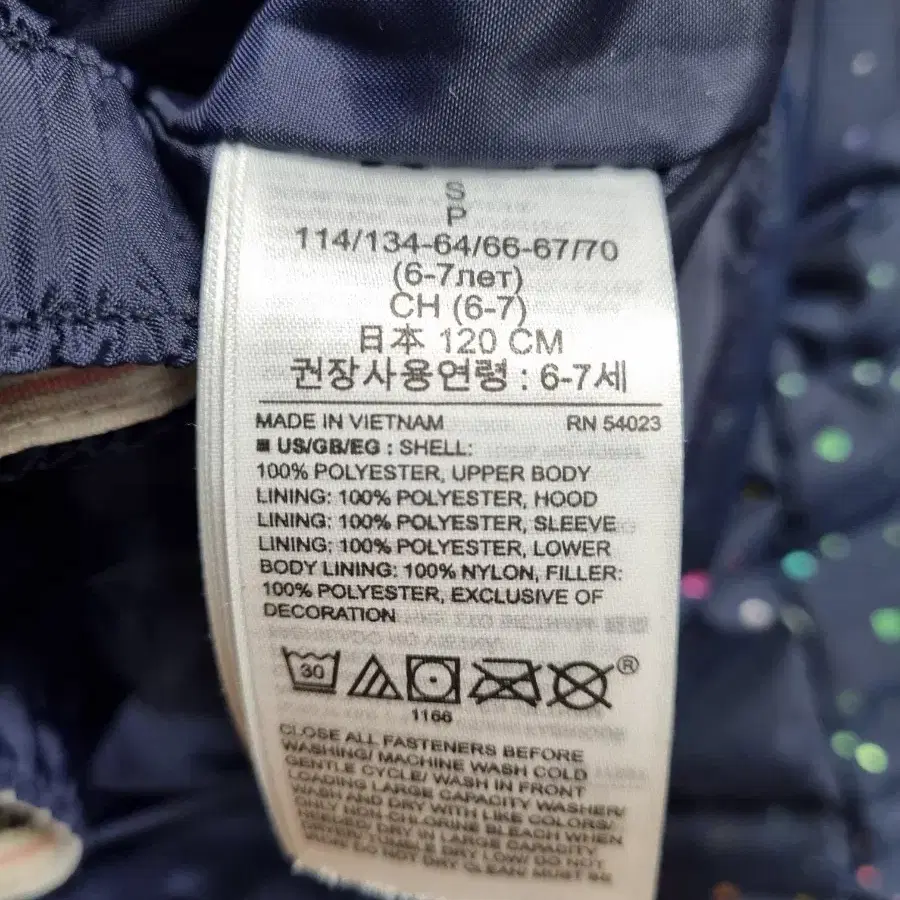 S
P
114/134-64/66-67/70
(6-7лет)
CH (6-7)
日本 120 CM
권장사용연령 : 6-7세
MADE IN VIETNAM RN 54023
■ US/GB/EG : SHELL:
100% POLYESTER, UPPER BODY
LINING: 100% POLYESTER, HOOD
LINING: 100% POLYESTER, SLEEVE
LINING: 100% POLYESTER, LOWER
BODY LINING: 100% NYLON, FILLER:
100% POLYESTER, EXCLUSIVE OF
DECORATION
30 ®
1166
CLOSE ALL FASTENERS BEFORE
WASHING/ MACHINE WASH COLD
GENTLE CYCLE/ WASH IN FRONT
LOADING LARGE CAPACITY WASHER/
WASH AND DRY WITH LIKE COLORS/
ONLY NON-CHLORINE BLEACH WHEN
NEEDED/ DRY IN LARGE CAPACITY
TUMBLE DRY LOW/ DO NOT
DO NOT DRY CLEAN/ MUST